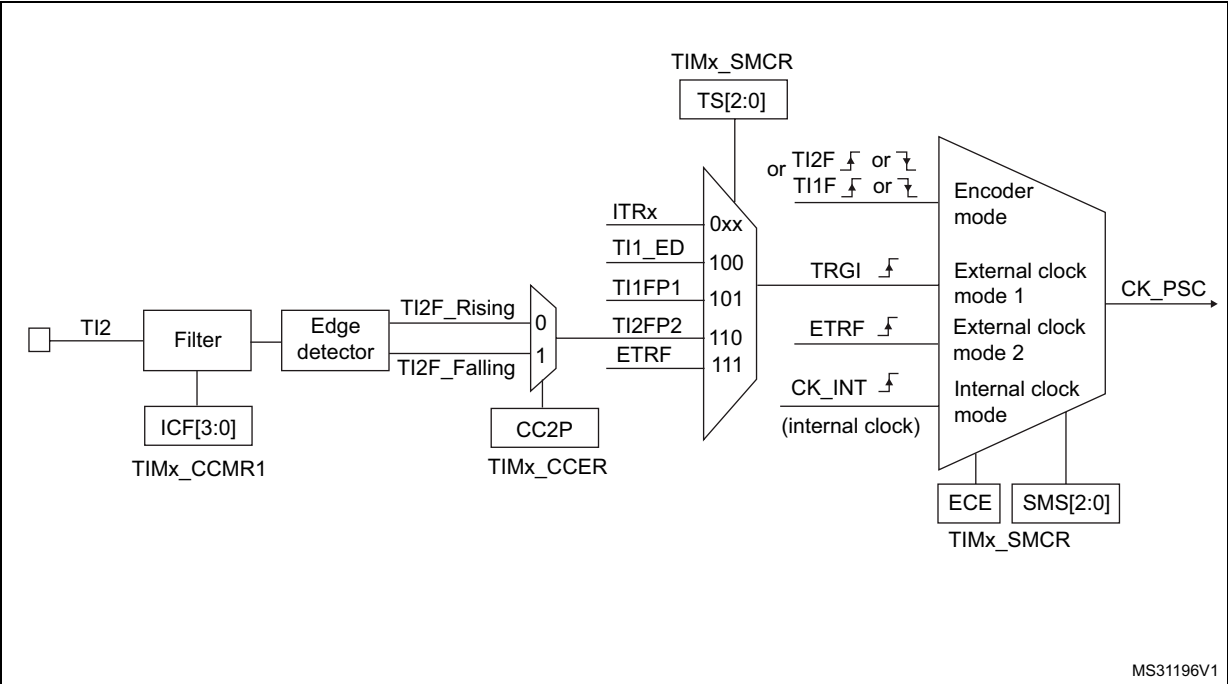 TIMx_SMCR
TS[2:0]
or TI2F or
TI1F or
Encoder
mode
ITRx
0xx
TI1_ED
100
TRGI
External clock
mode 1
CK_PSC
TI1FP1
101
TI2F_Rising
0
TI2FP2
110
ETRF
External clock
mode 2
TI2
Filter
Edge
detector
TI2F_Falling
1
ETRF
111
CK_INT
(internal clock)
Internal clock
mode
ICF[3:0]
TIMx_CCMR1
CC2P
TIMx_CCER
ECE
SMS[2:0]
TIMx_SMCR
MS31196V1